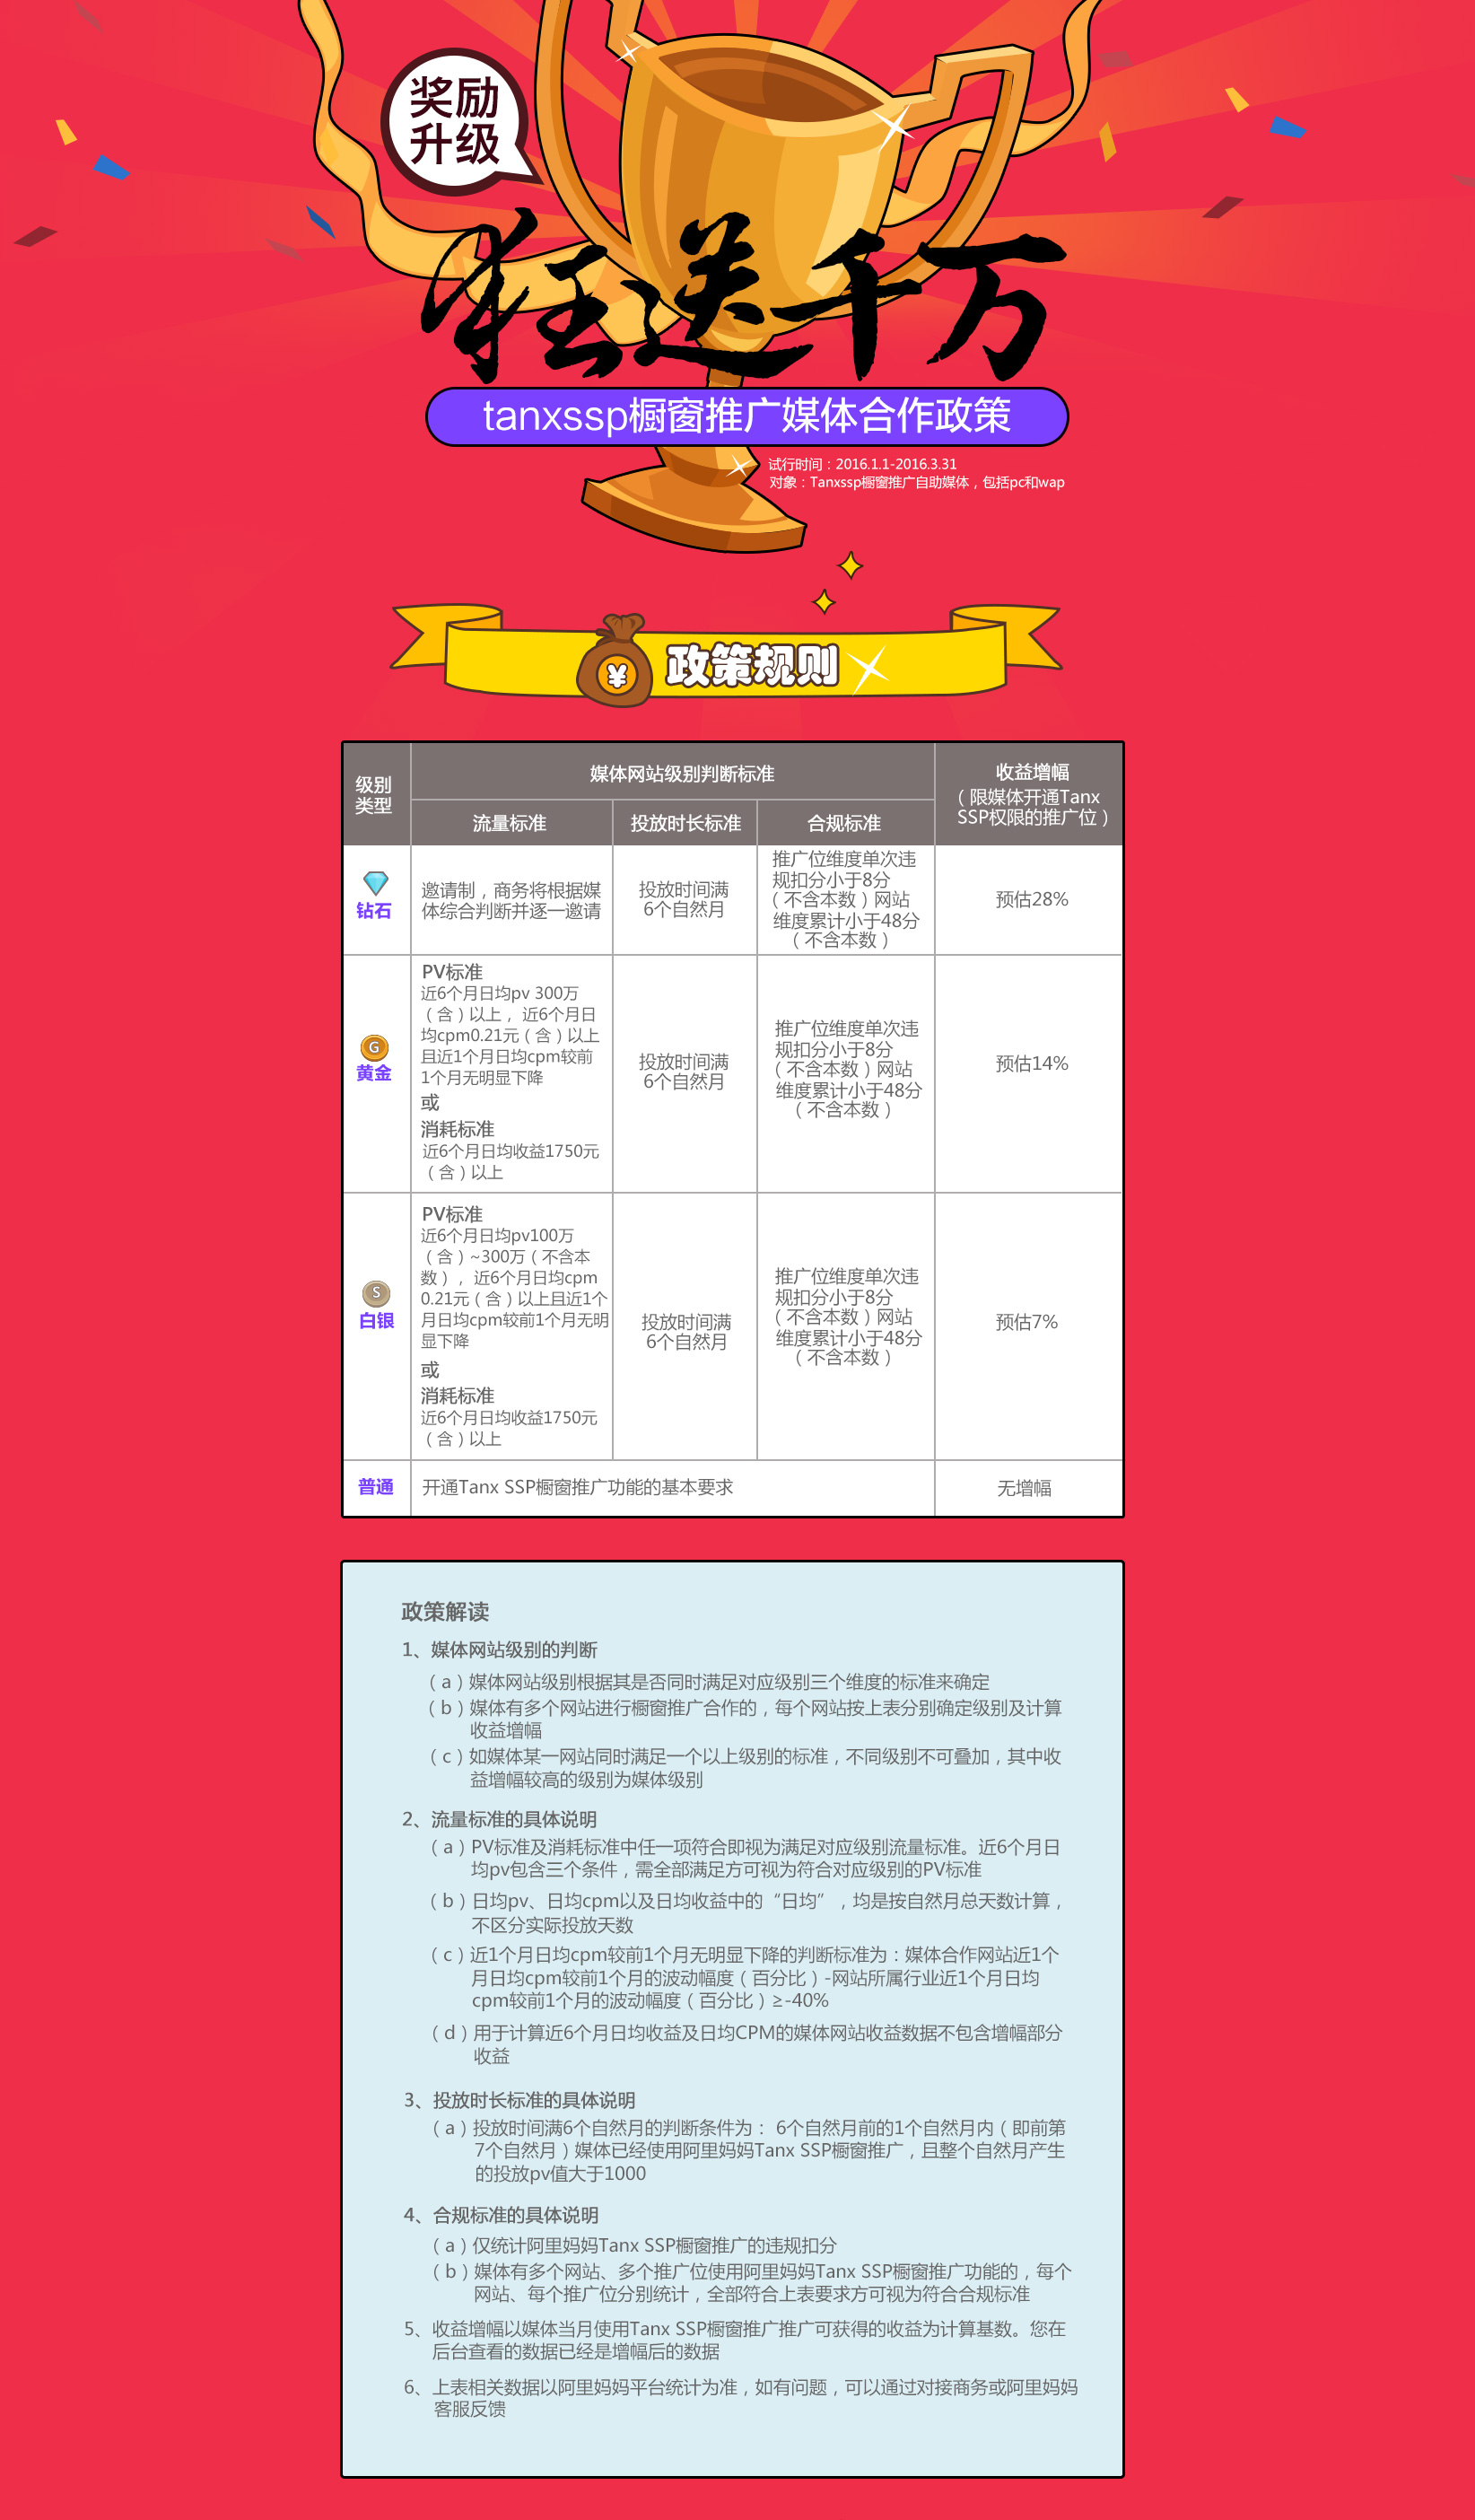 奖励
升级
狂送千万
tanxssp橱窗推广媒体合作政策
试行时间：2016.1.1-2016.3.31
对象：Tanxssp橱窗推广自助媒体，包括pc和wap
¥
政策规则
级别
类型
媒体网站级别判断标准
流量标准
投放时长标准
合规标准
收益增幅
（限媒体开通Tanx
SSP权限的推广位）
钻石
邀请制，商务将根据媒
体综合判断并逐一邀请
投放时间满
6个自然月
推广位维度单次违
规扣分小于8分
（不含本数）网站
维度累计小于48分
（不含本数）
预估28%
G
黄金
PV标准
近6个月日均pv 300万
（含）以上， 近6个月日
均cpm0.21元（含）以上
且近1个月日均cpm较前
1个月无明显下降
或
消耗标准
近6个月日均收益1750元
（含）以上
投放时间满
6个自然月
推广位维度单次违
规扣分小于8分
（不含本数）网站
维度累计小于48分
（不含本数）
预估14%
S
白银
PV标准
近6个月日均pv100万
（含）~300万（不含本
数）， 近6个月日均cpm
0.21元（含）以上且近1个
月日均cpm较前1个月无明
显下降
或
消耗标准
近6个月日均收益1750元
（含）以上
投放时间满
6个自然月
推广位维度单次违
规扣分小于8分
（不含本数）网站
维度累计小于48分
（不含本数）
预估7%
普通
开通Tanx SSP橱窗推广功能的基本要求
无增幅
政策解读
1、媒体网站级别的判断
（a）媒体网站级别根据其是否同时满足对应级别三个维度的标准来确定
（b）媒体有多个网站进行橱窗推广合作的，每个网站按上表分别确定级别及计算
收益增幅
（c）如媒体某一网站同时满足一个以上级别的标准，不同级别不可叠加，其中收
益增幅较高的级别为媒体级别
2、流量标准的具体说明
（a）PV标准及消耗标准中任一项符合即视为满足对应级别流量标准。近6个月日
均pv包含三个条件，需全部满足方可视为符合对应级别的PV标准
（b）日均pv、日均cpm以及日均收益中的“日均”，均是按自然月总天数计算，
不区分实际投放天数
（c）近1个月日均cpm较前1个月无明显下降的判断标准为：媒体合作网站近1个
月日均cpm较前1个月的波动幅度（百分比）-网站所属行业近1个月日均
cpm较前1个月的波动幅度（百分比）≥-40%
（d）用于计算近6个月日均收益及日均CPM的媒体网站收益数据不包含增幅部分
收益
3、投放时长标准的具体说明
（a）投放时间满6个自然月的判断条件为： 6个自然月前的1个自然月内（即前第
7个自然月）媒体已经使用阿里妈妈Tanx SSP橱窗推广，且整个自然月产生
的投放pv值大于1000
4、合规标准的具体说明
（a）仅统计阿里妈妈Tanx SSP橱窗推广的违规扣分
（b）媒体有多个网站、多个推广位使用阿里妈妈Tanx SSP橱窗推广功能的，每个
网站、每个推广位分别统计，全部符合上表要求方可视为符合合规标准
5、收益增幅以媒体当月使用Tanx SSP橱窗推广推广可获得的收益为计算基数。您在
后台查看的数据已经是增幅后的数据
6、上表相关数据以阿里妈妈平台统计为准，如有问题，可以通过对接商务或阿里妈妈
客服反馈